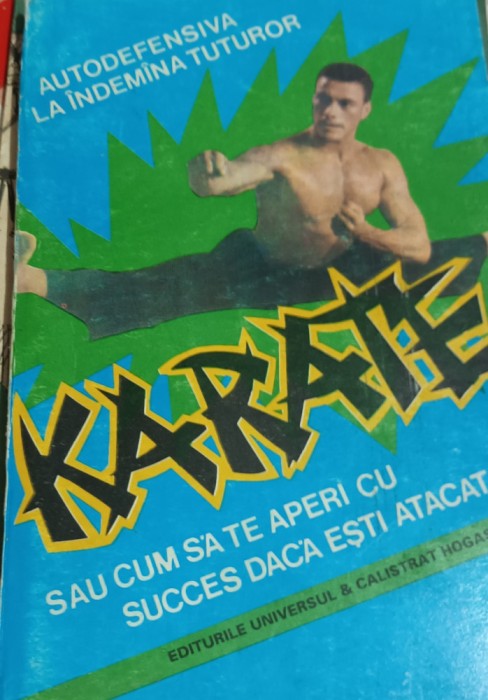 AUTODEFENSIVA
LA ÎNDEMÎNA TUTUROR
KARATE
SAU CUM SĂ TE APERI CU
SUCCES DACĂ EȘTI ATACAT
EDITURILE UNIVERSUL & CALISTRAT HOGAȘ